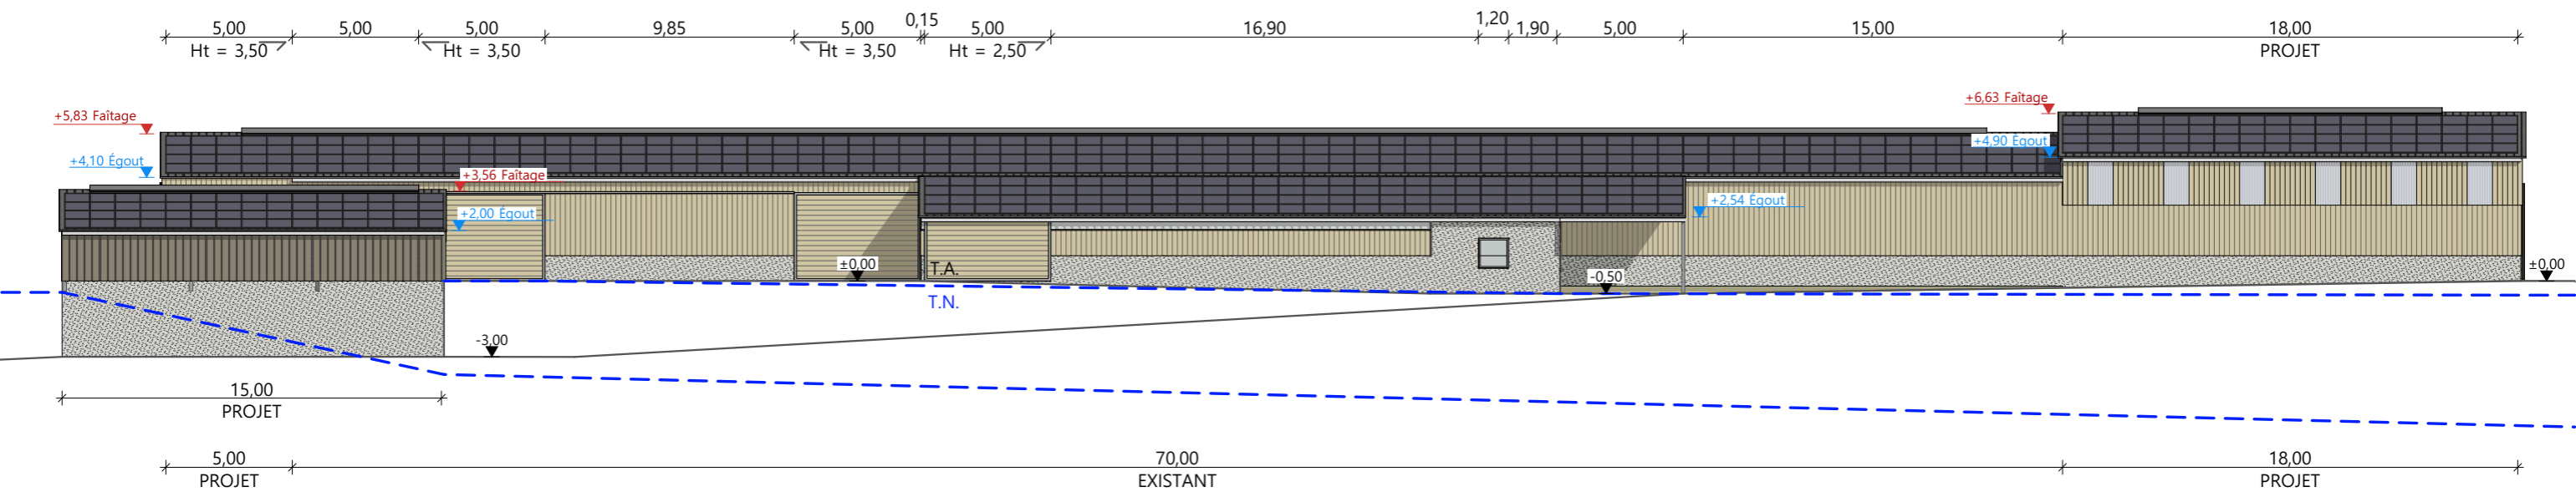 5,00 5,00 5,00 9,85 5,00 0,15 5,00 16,90 1,20 1,90 5,00 15,00 18,00
Ht = 3,50 Ht = 3,50 Ht = 3,50 Ht = 2,50 PROJET
+5,83 Faîtage +6,63 Faîtage
+4,10 Égout +4,90 Égout
+3,56 Faîtage
+2,00 Égout +2,54 Égout
±0,00 T.A. -0,50 ±0,00
T.N.
-3,00
15,00
PROJET
5,00 70,00 18,00
PROJET EXISTANT PROJET